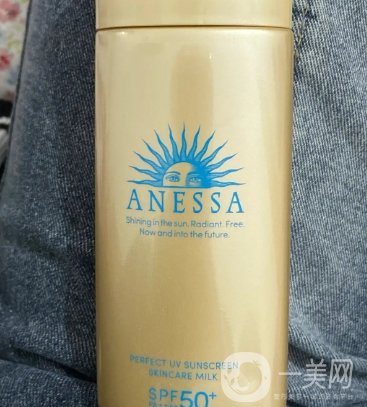 ANESSA
Shining in the sun. Radiant. Free.
Now and into the future.
PERFECT UV SUNSCREEN
SKINCARE MILK
SPF50+
一美网